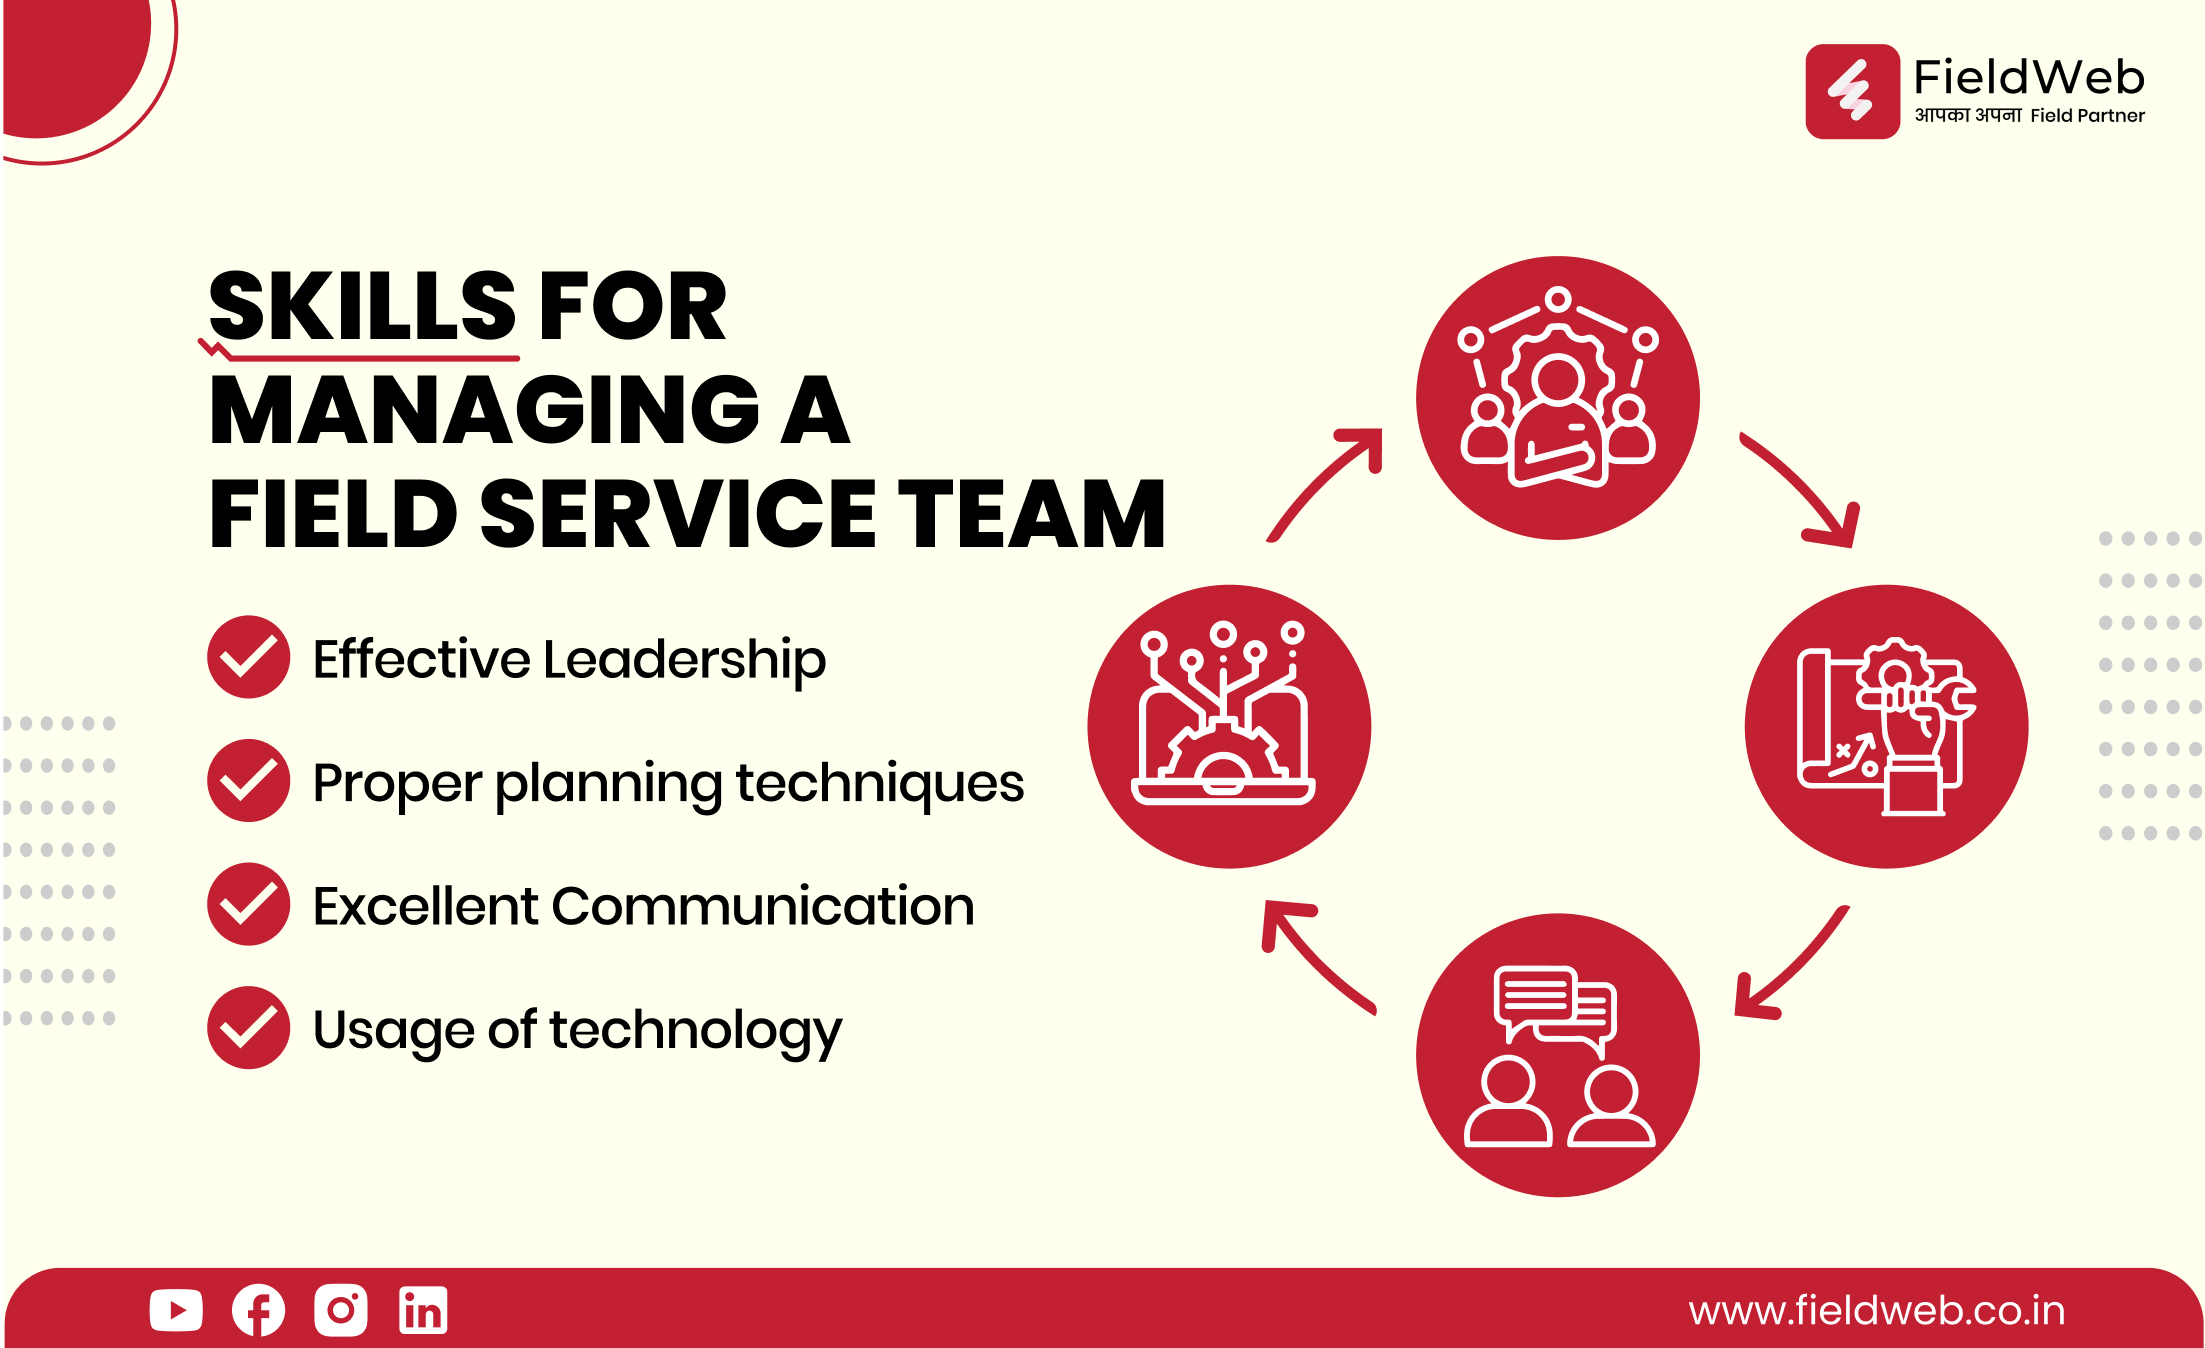 FieldWeb
आपका अपना Field Partner
SKILLS FOR
MANAGING A
FIELD SERVICE TEAM
Effective Leadership
Proper planning techniques
Excellent Communication
Usage of technology
www.fieldweb.co.in